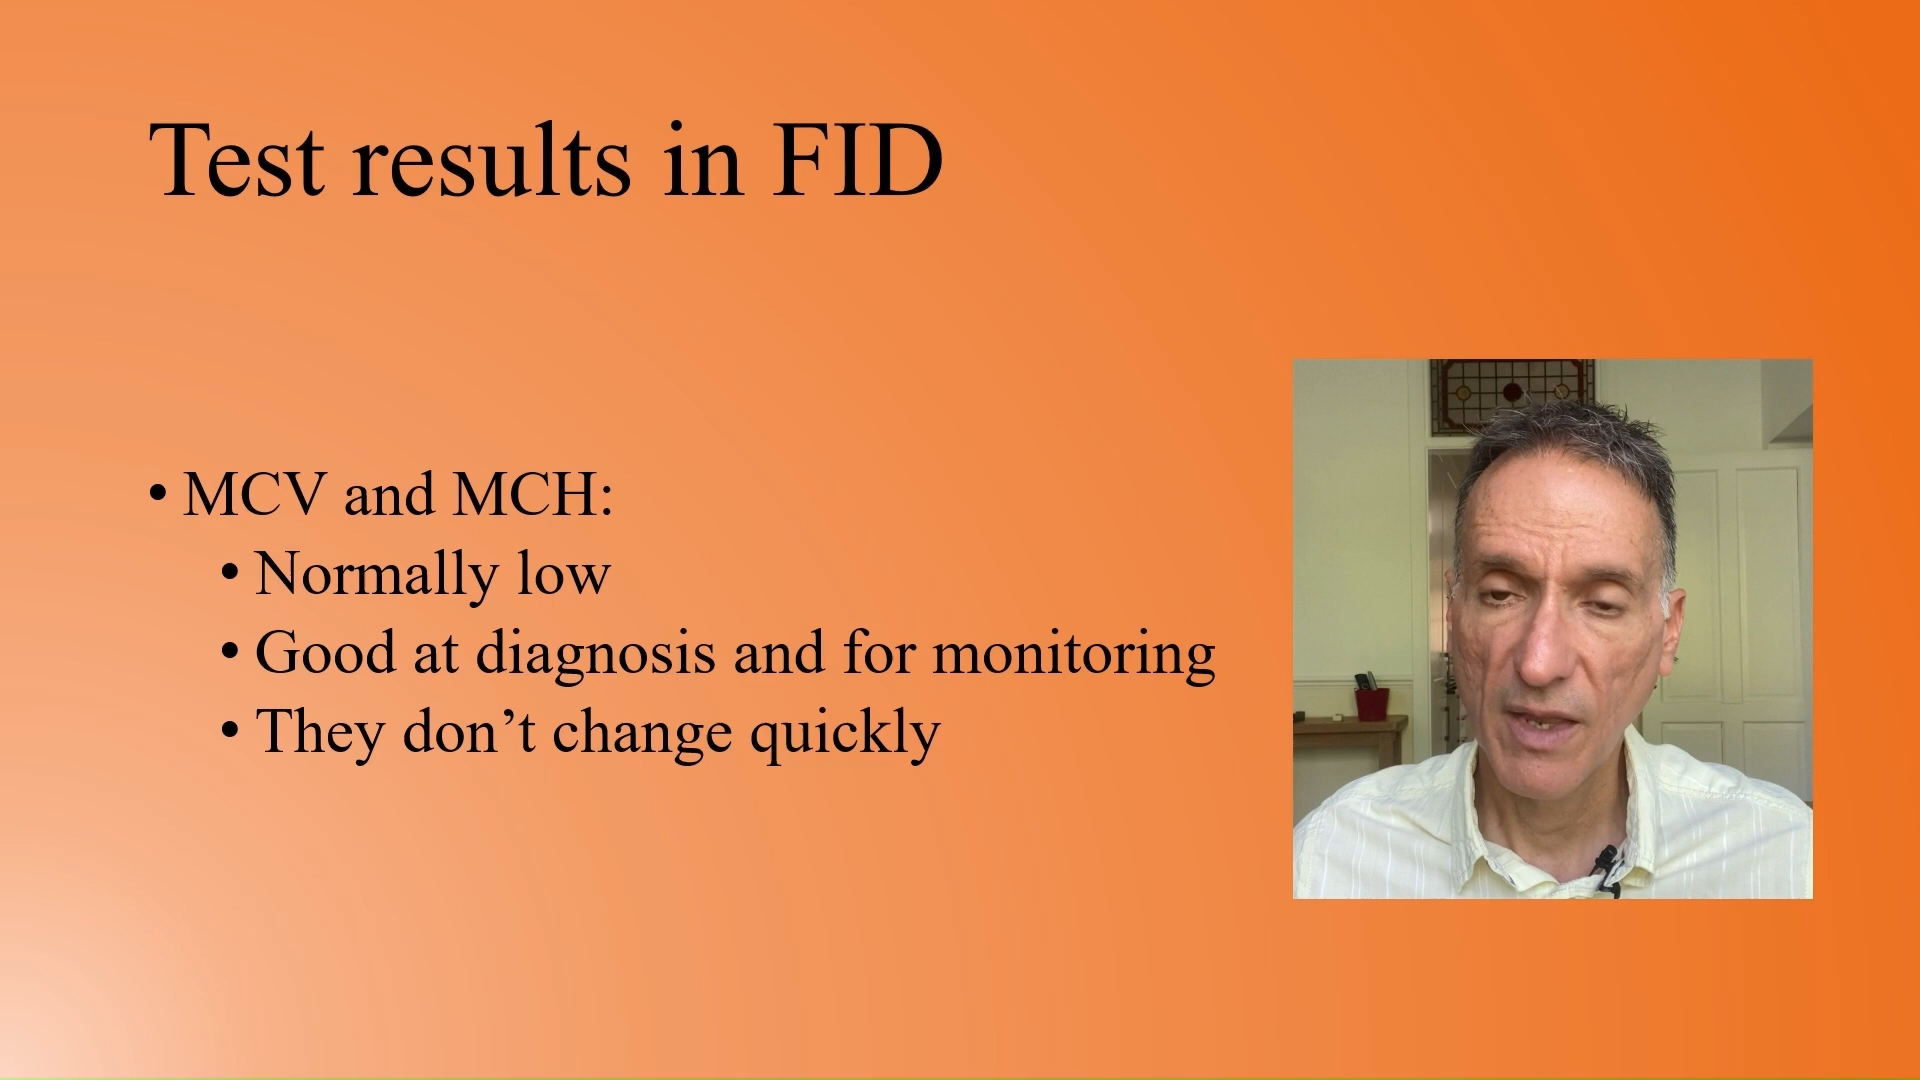 Test results in FID
• MCV and MCH:
• Normally low
• Good at diagnosis and for monitoring
• They don’t change quickly